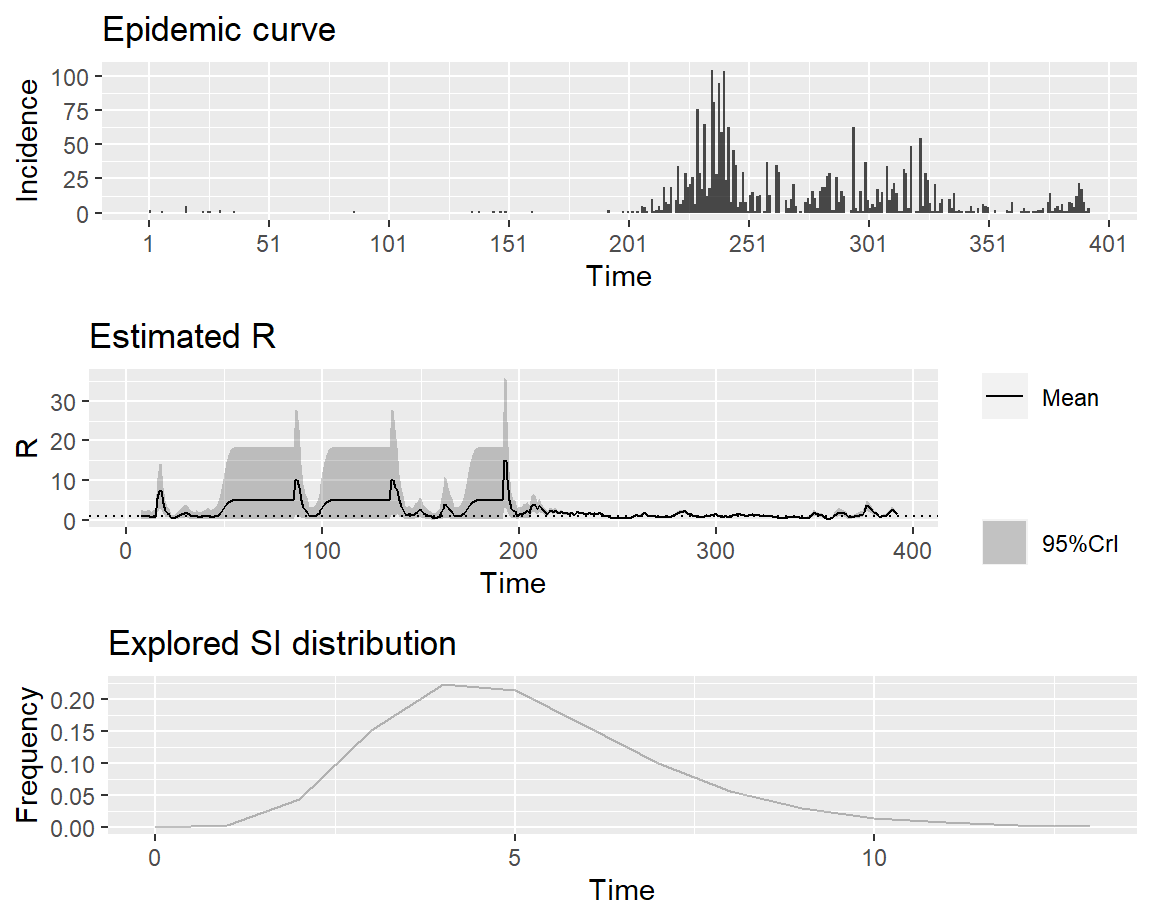 Epidemic curve
Incidence
100
75
50
25
0
1 51 101 151 201 251 301 351 401
Time
Estimated R
R
30
20
10
0
0 100 200 300 400
Time
Mean
95%CrI
Explored SI distribution
Frequency
0.20
0.15
0.10
0.05
0.00
0 5 10
Time